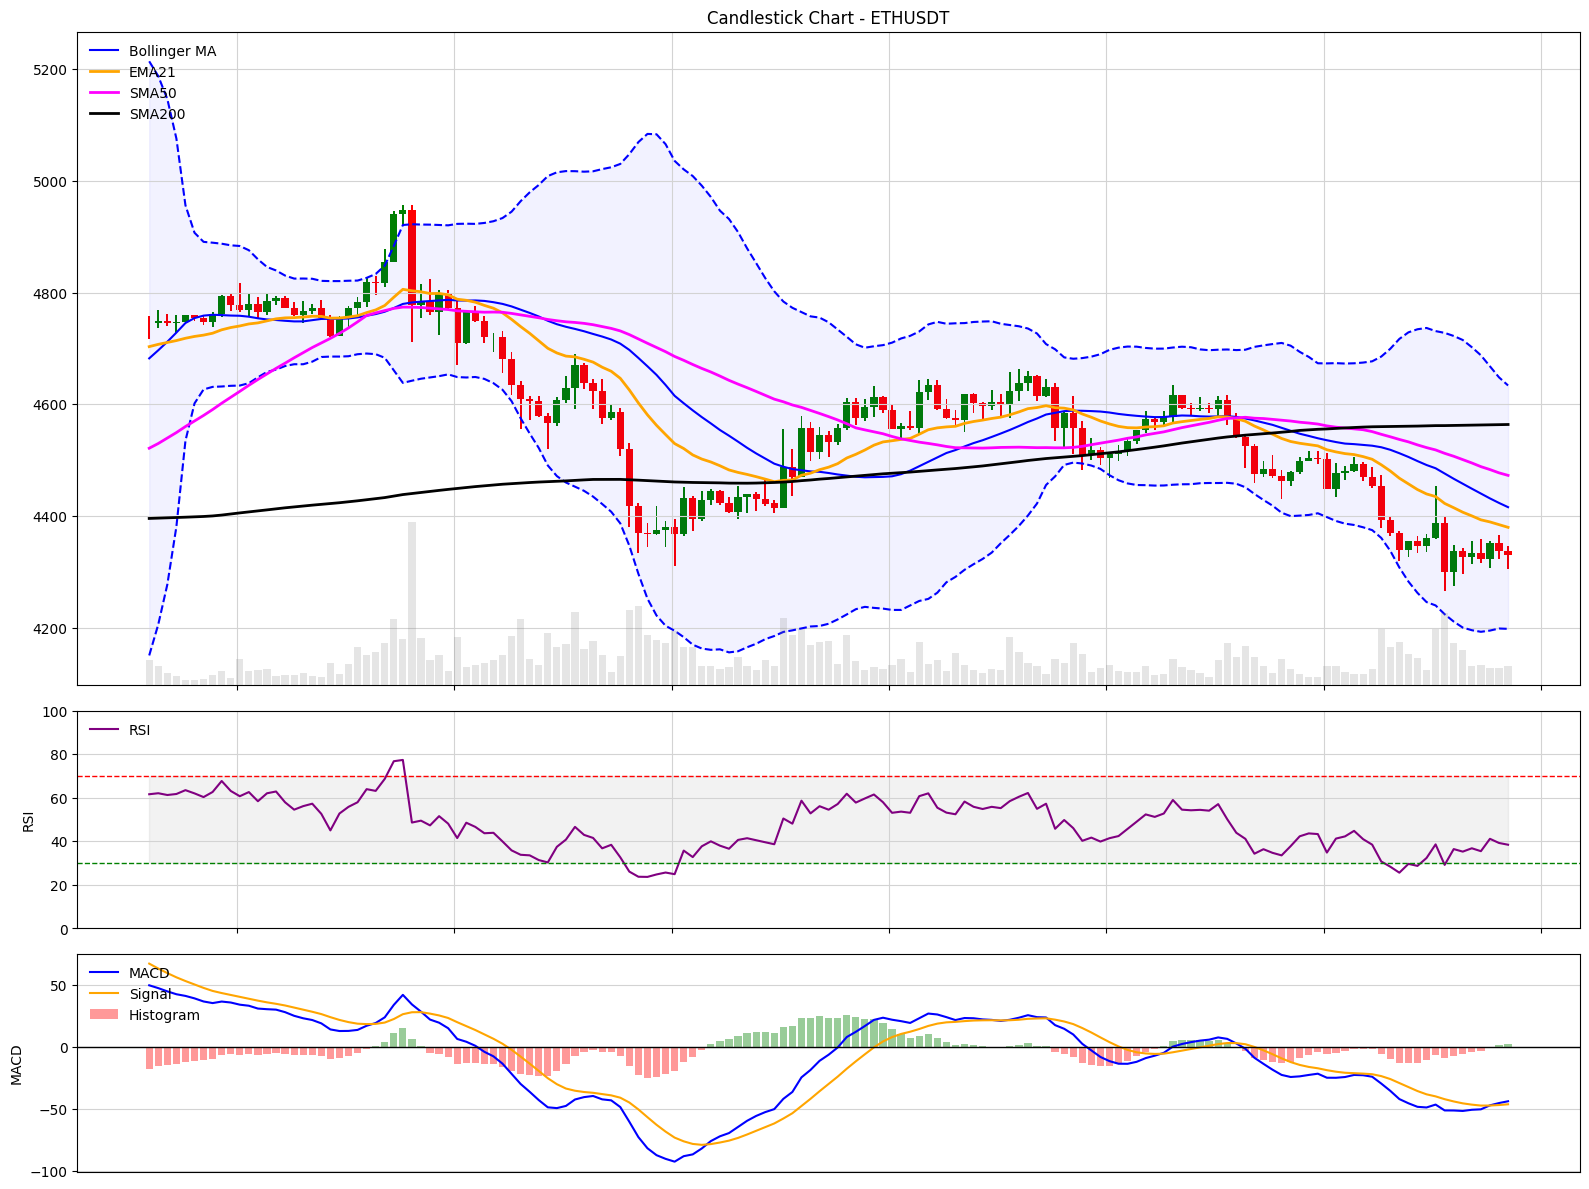 Candlestick Chart - ETHUSDT
Bollinger MA
EMA21
SMA50
SMA200
5200
5000
4800
4600
4400
4200
RSI
100
80
60
40
20
0
RSI
MACD
Signal
Histogram
50
0
−50
−100
MACD